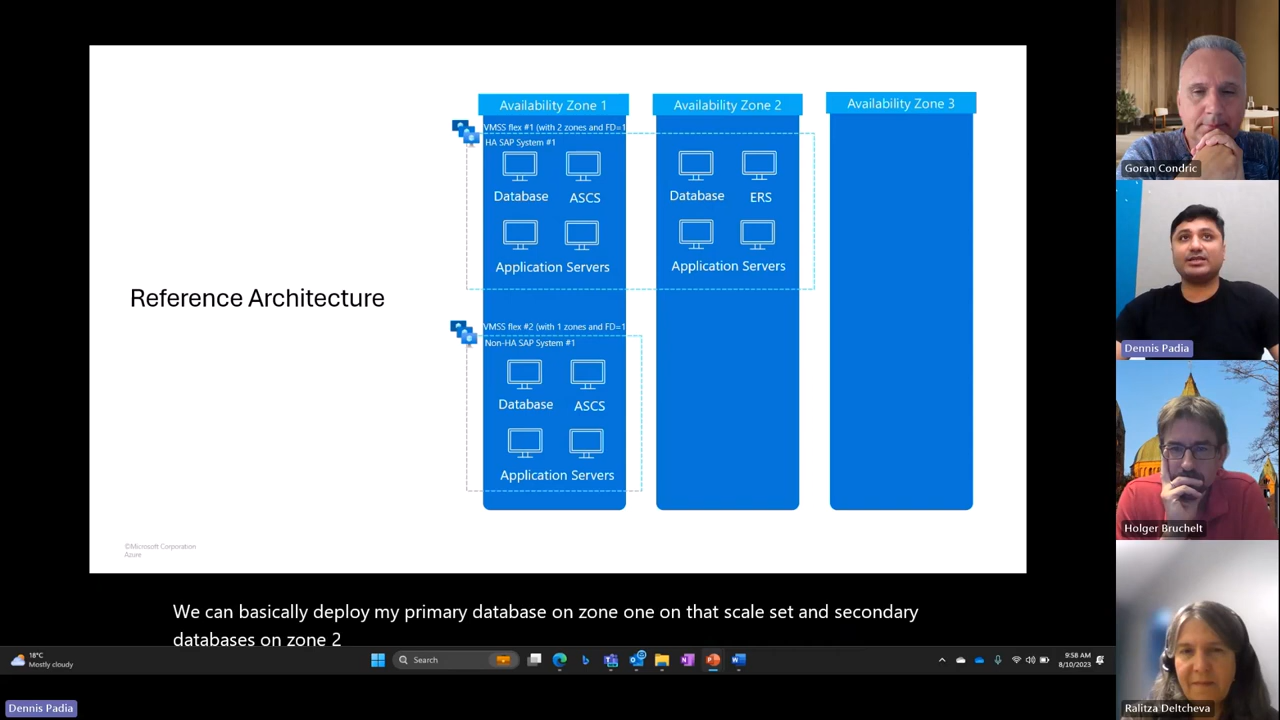 Availability Zone 1
Availability Zone 2
Availability Zone 3
VMSS flex #1 (with 2 zones and FD=1
HA SAP System #1
Database
ASCS
Database
ERS
Application Servers
Application Servers
Reference Architecture
VMSS flex #2 (with 1 zones and FD=1
Non-HA SAP System #1
Database
ASCS
Application Servers
©Microsoft Corporation
Azure
We can basically deploy my primary database on zone one on that scale set and secondary
databases on zone 2
18°C
Mostly cloudy
Search
9:58 AM
8/10/2023
Dennis Padia
Goran Condric
Dennis Padia
Holger Bruchelt
Ralitza Deltcheva